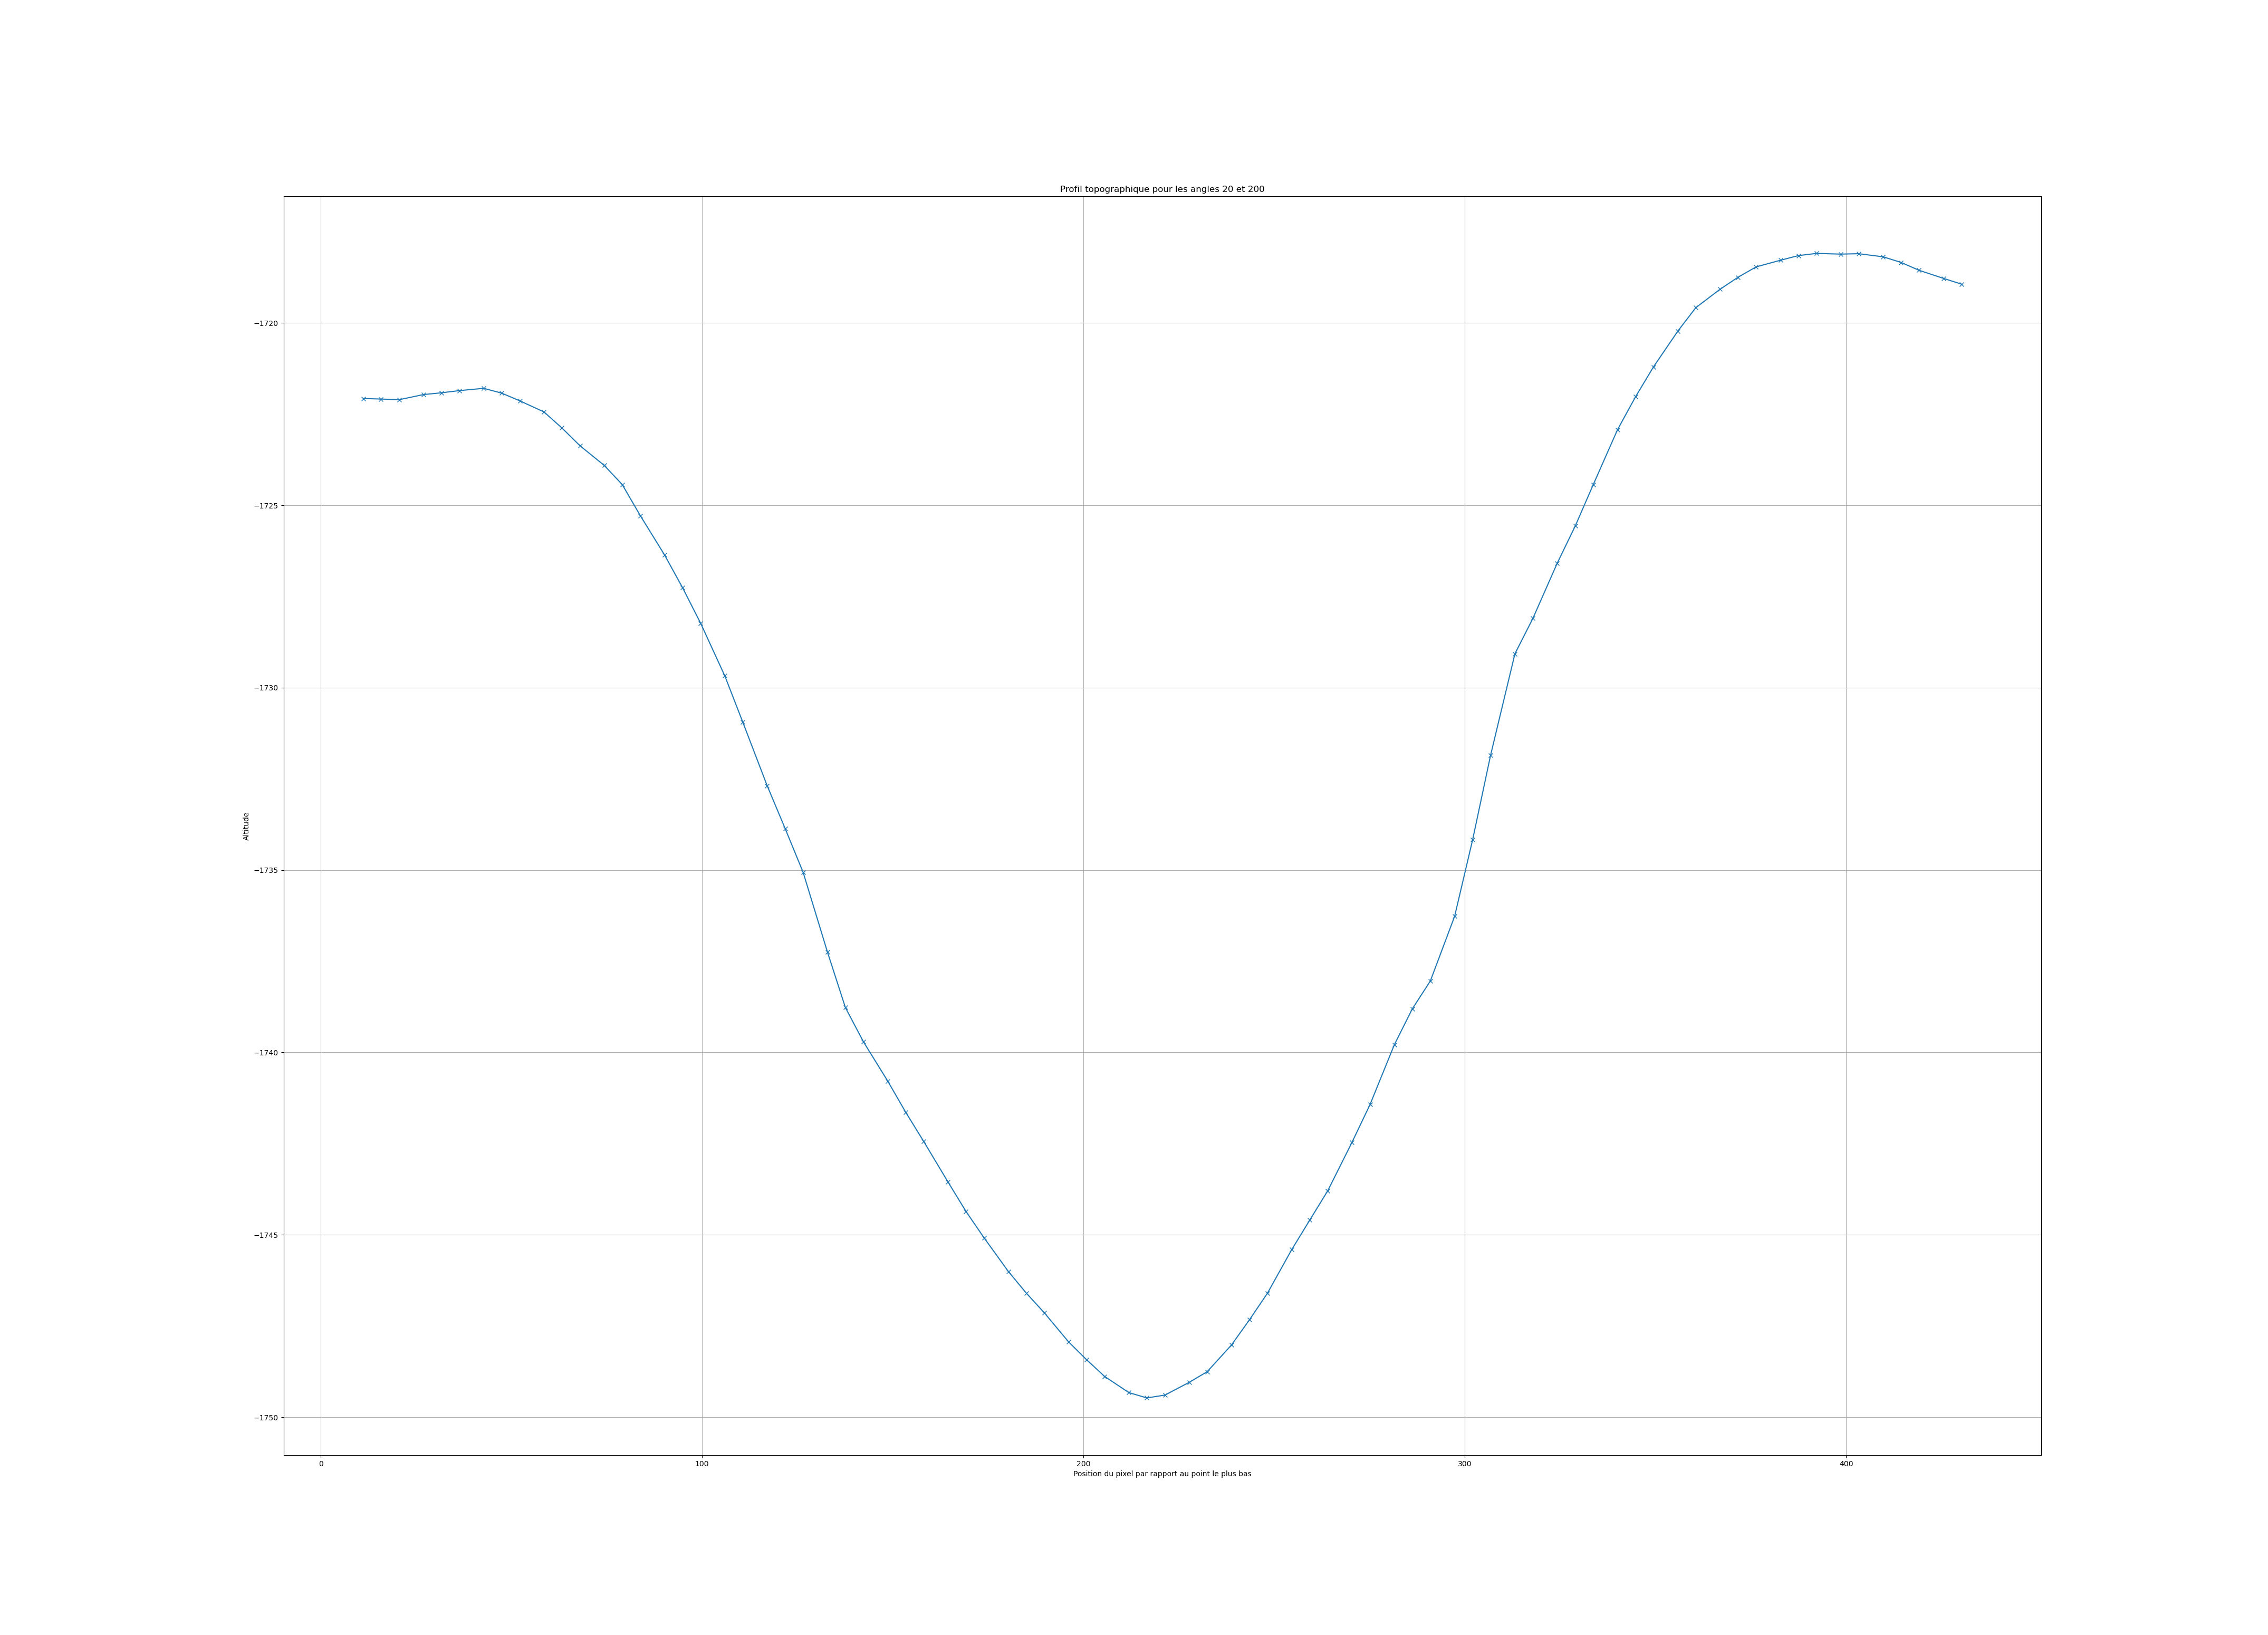 Profil topographique pour les angles 20 et 200
−1720
−1725
−1730
−1735
−1740
−1745
−1750
Altitude
0 100 200 300 400
Position du pixel par rapport au point le plus bas